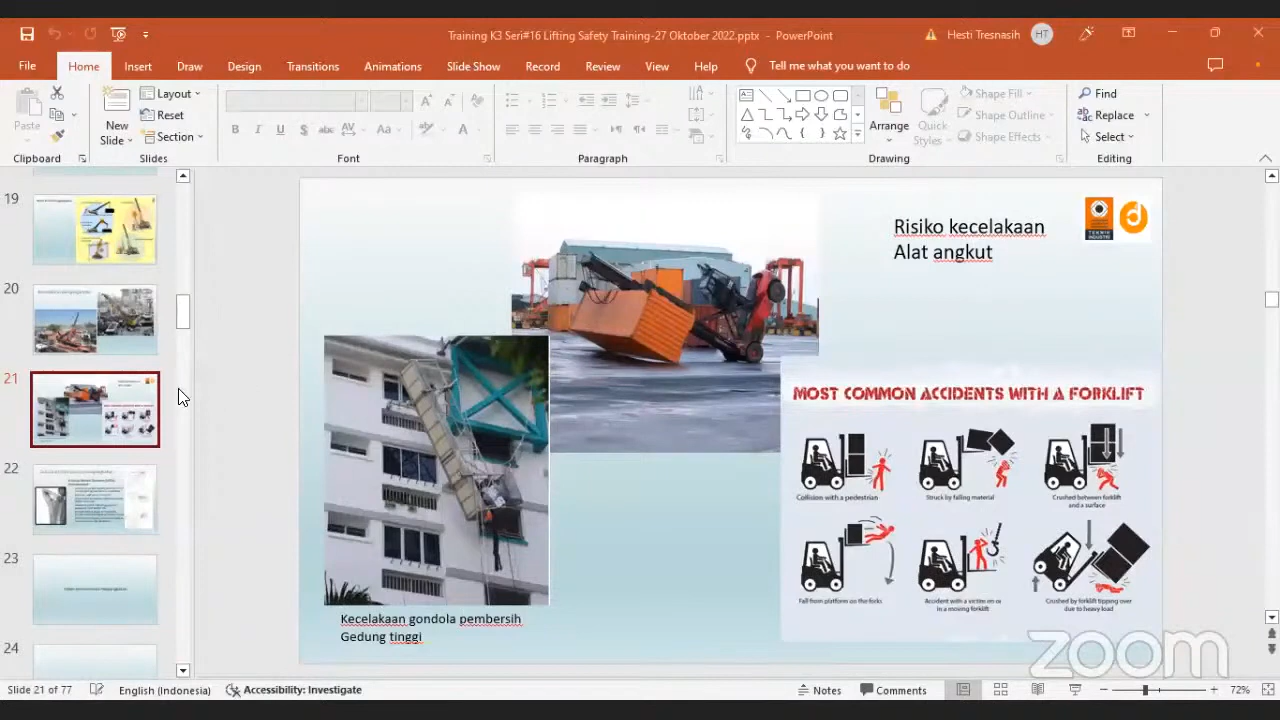 Training K3 Seri#16 Lifting Safety Training-27 Oktober 2022.pptx - PowerPoint
Hesti Tresnasih
HT
File
Home
Insert
Draw
Design
Transitions
Animations
Slide Show
Record
Review
View
Help
Tell me what you want to do
Paste
Clipboard
New
Slide
Layout
Reset
Section
Slides
B I U S abc AV Aa A
Font
Paragraph
Arrange
Quick
Styles
Shape Fill
Shape Outline
Shape Effects
Drawing
Find
Replace
Select
Editing
19
20
21
22
23
24
Risiko kecelakaan
Alat angkut
TEKNIK
INDUSTRI
MOST COMMON ACCIDENTS WITH A FORKLIFT
Collision with a pedestrian
Struck by falling material
Crushed between forklift
and a surface
Fall from platform on the forks
Accident with a
in a moving forklift
Crushed by forklift tipping over
due to heavy load
Kecelakaan gondola pembersih
Gedung tinggi
zoom
Slide 21 of 77
English (Indonesia)
Accessibility: Investigate
Notes
Comments
72%